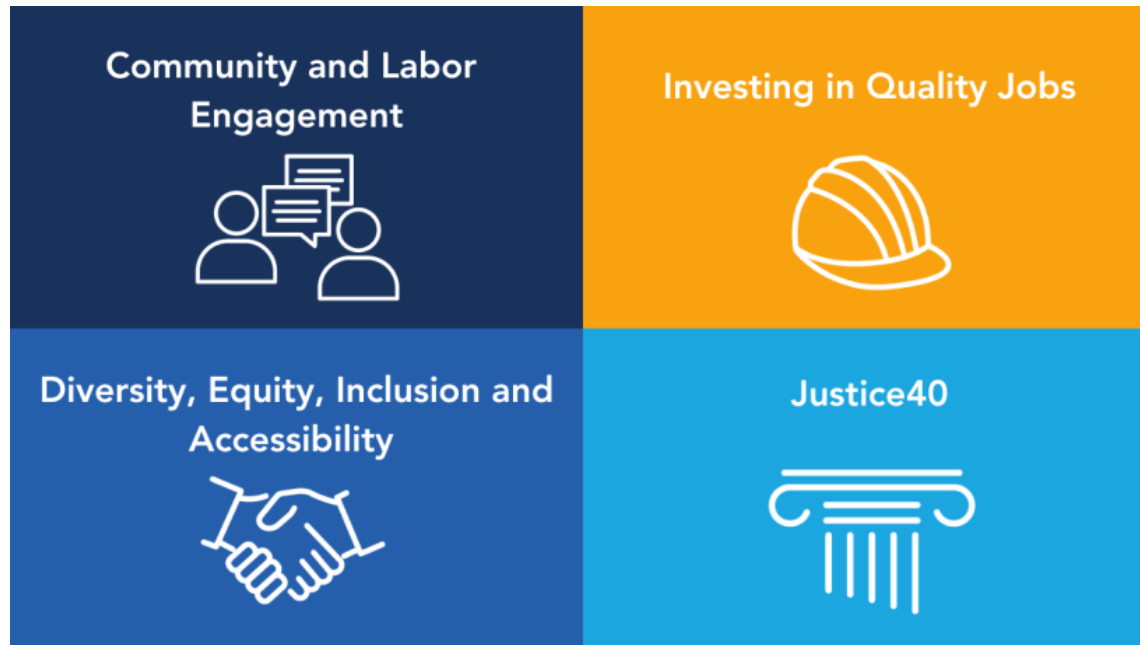 Community and Labor
Engagement
Investing in Quality Jobs
Diversity, Equity, Inclusion and
Accessibility
Justice40